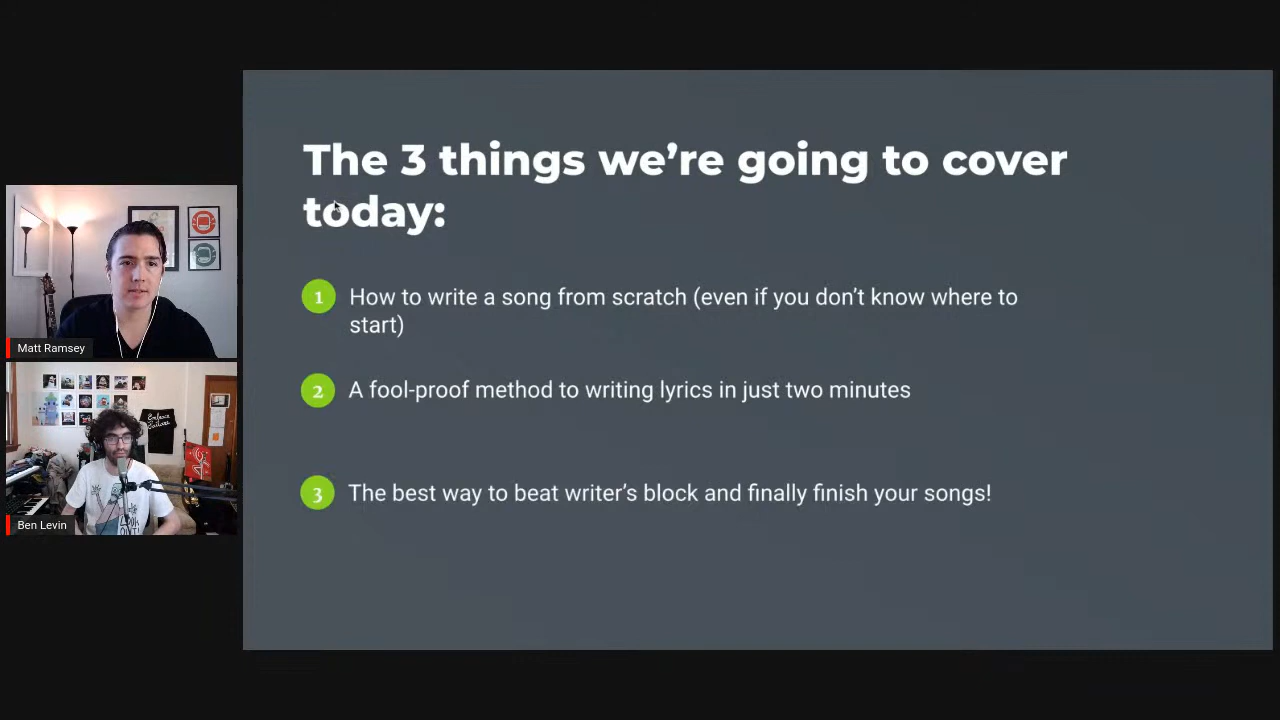 The 3 things we're going to cover
today:
1 How to write a song from scratch (even if you don't know where to
start)
2 A fool-proof method to writing lyrics in just two minutes
3 The best way to beat writer's block and finally finish your songs!
Matt Ramsey
Ben Levin